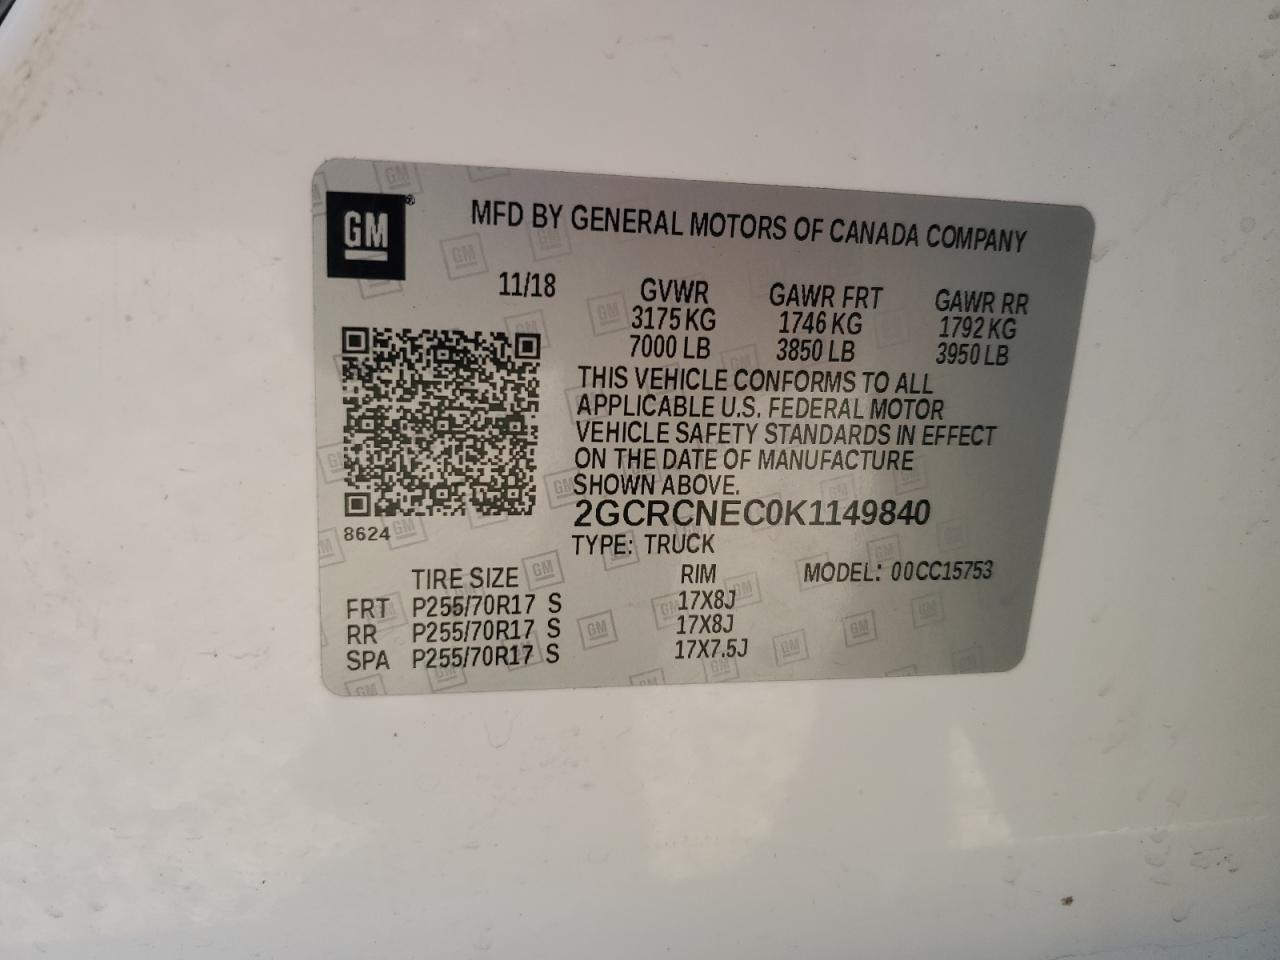 GM ®
MFD BY GENERAL MOTORS OF CANADA COMPANY
11/18 GVWR GAWR FRT GAWR RR
3175 KG 1746 KG 1792 KG
7000 LB 3850 LB 3950 LB
THIS VEHICLE CONFORMS TO ALL
APPLICABLE U.S. FEDERAL MOTOR
VEHICLE SAFETY STANDARDS IN EFFECT
ON THE DATE OF MANUFACTURE
SHOWN ABOVE.
2GCRCNEC0K1149840
8624
TYPE: TRUCK
TIRE SIZE RIM MODEL: 00CC15753
FRT P255/70R17 S 17X8J
RR P255/70R17 S 17X8J
SPA P255/70R17 S 17X7.5J